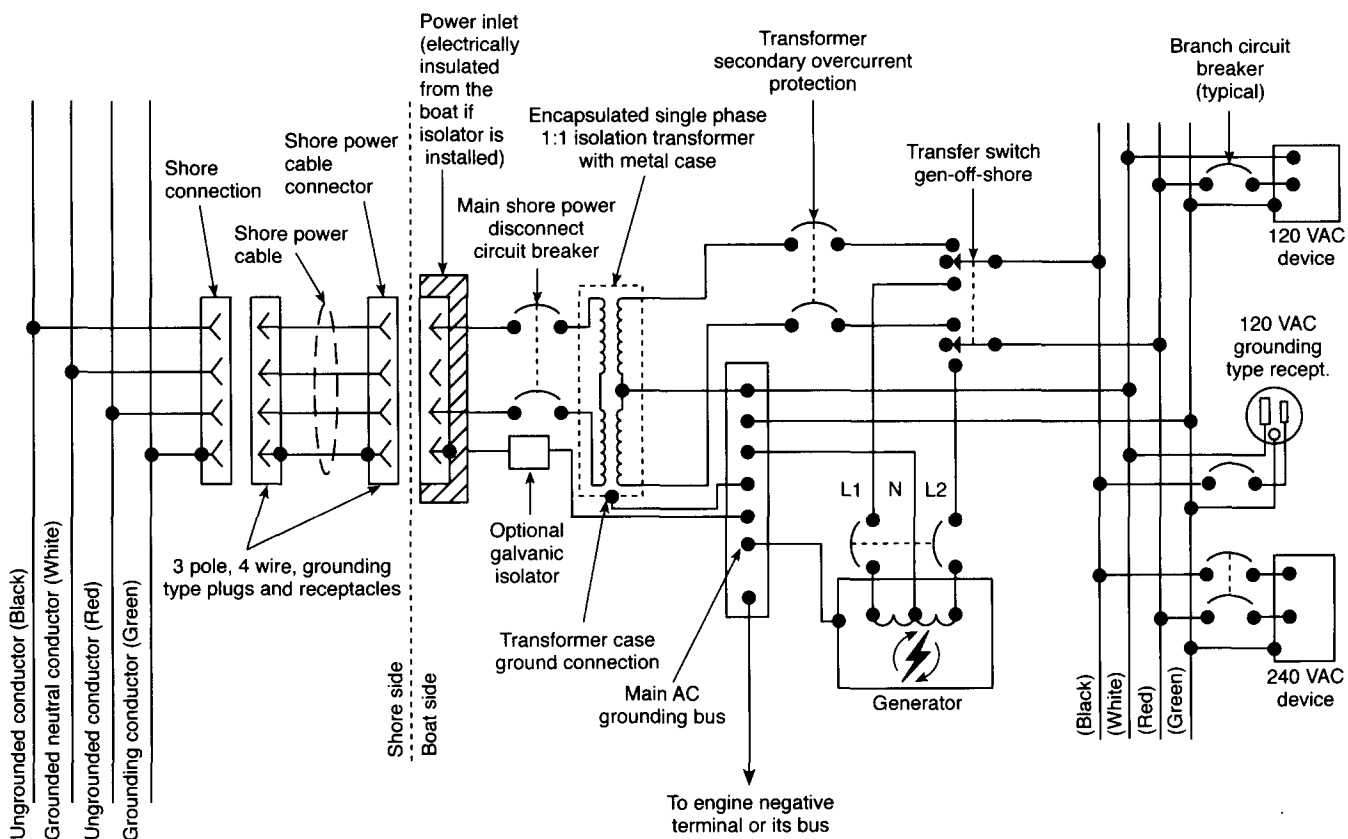 Power inlet
(electrically
insulated
from the
boat if
isolator is
installed)
Transformer
secondary overcurrent
protection
Branch circuit
breaker
(typical)
Encapsulated single phase
1:1 isolation transformer
with metal case
Shore power
cable
connector
Shore
connection
Transfer switch
gen-off-shore
Main shore power
disconnect
circuit breaker
Shore power
cable
120 VAC
device
120 VAC
grounding
type recept.
L1
N
L2
Optional
galvanic
isolator
3 pole, 4 wire, grounding
type plugs and receptacles
Transformer case
ground connection
Main AC
grounding bus
Generator
240 VAC
device
Ungrounded conductor (Black)
Grounded neutral conductor (White)
Ungrounded conductor (Red)
Grounding conductor (Green)
Shore side
Boat side
(Black)
(White)
(Red)
(Green)
To engine negative
terminal or its bus